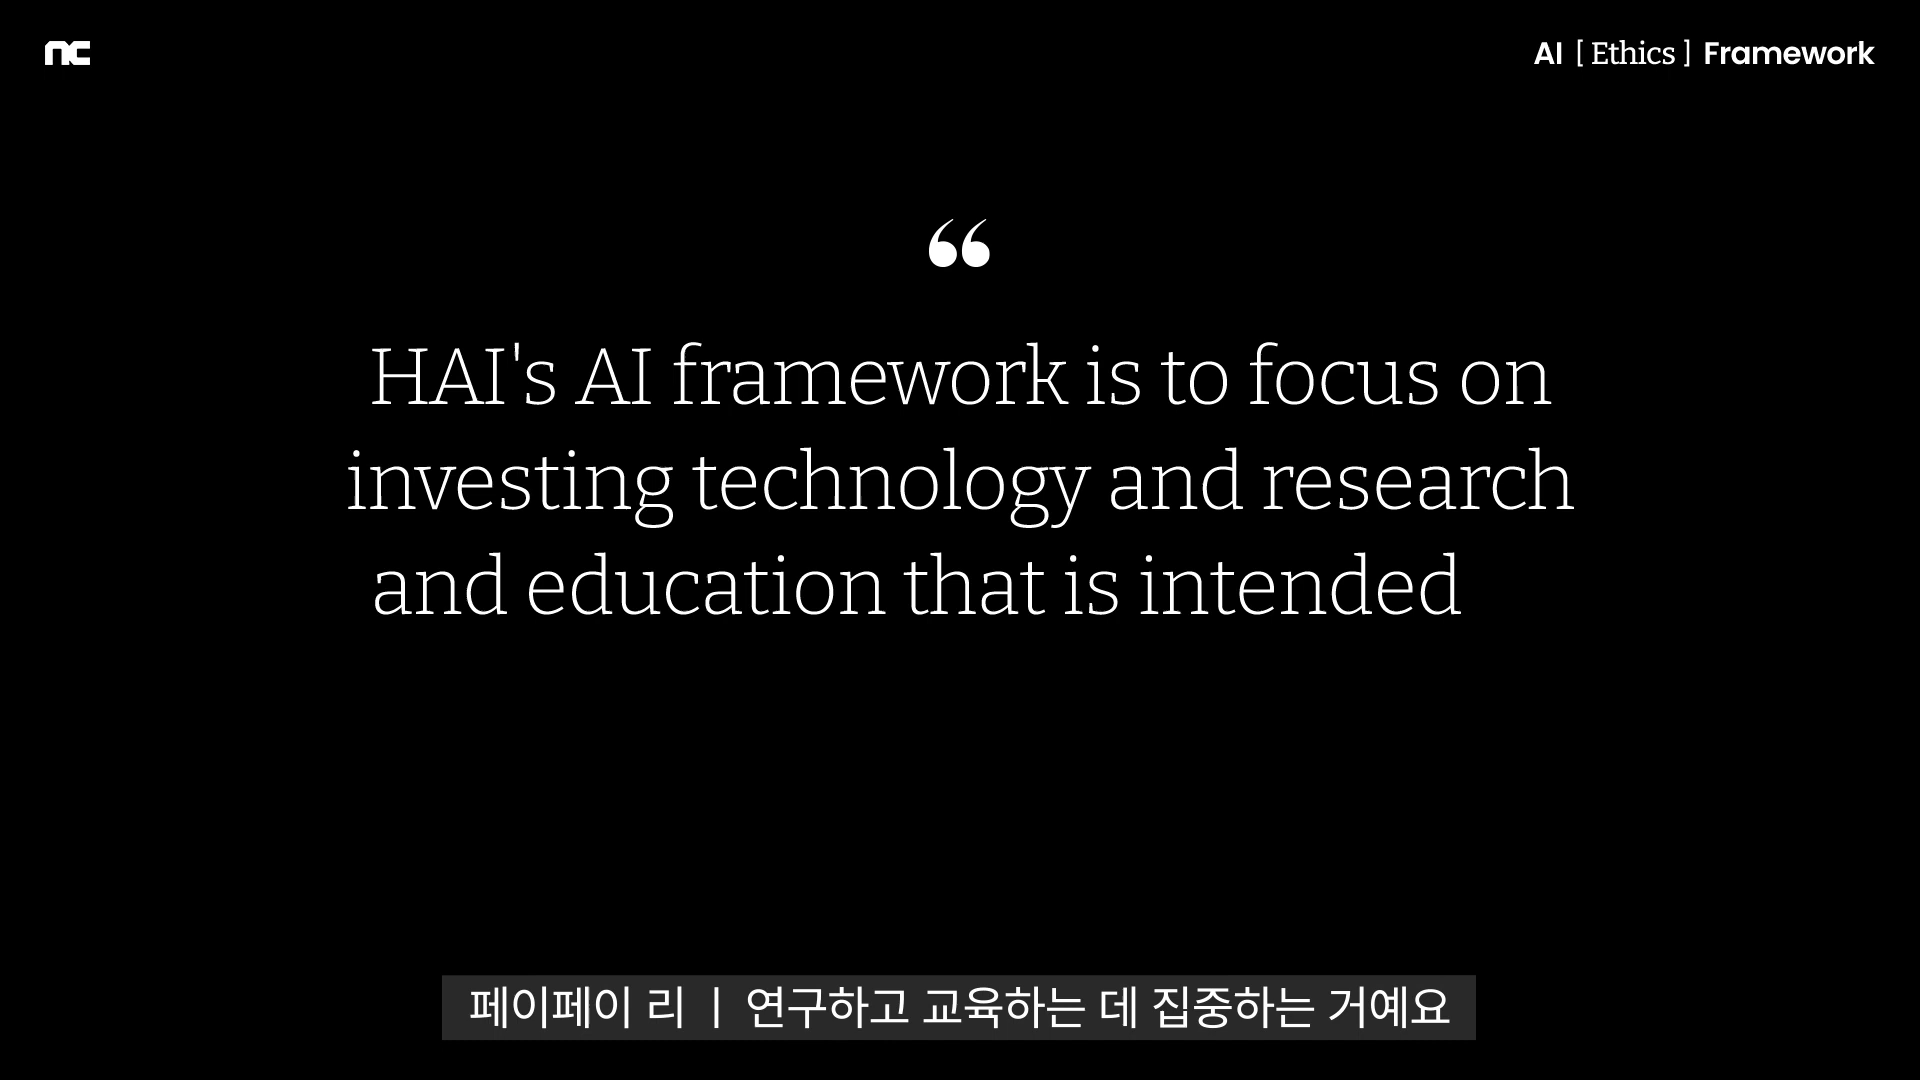 nc
AI [ Ethics ] Framework
“
HAI's AI framework is to focus on
investing technology and research
and education that is intended
페이페이 리 ㅣ 연구하고 교육하는 데 집중하는 거예요